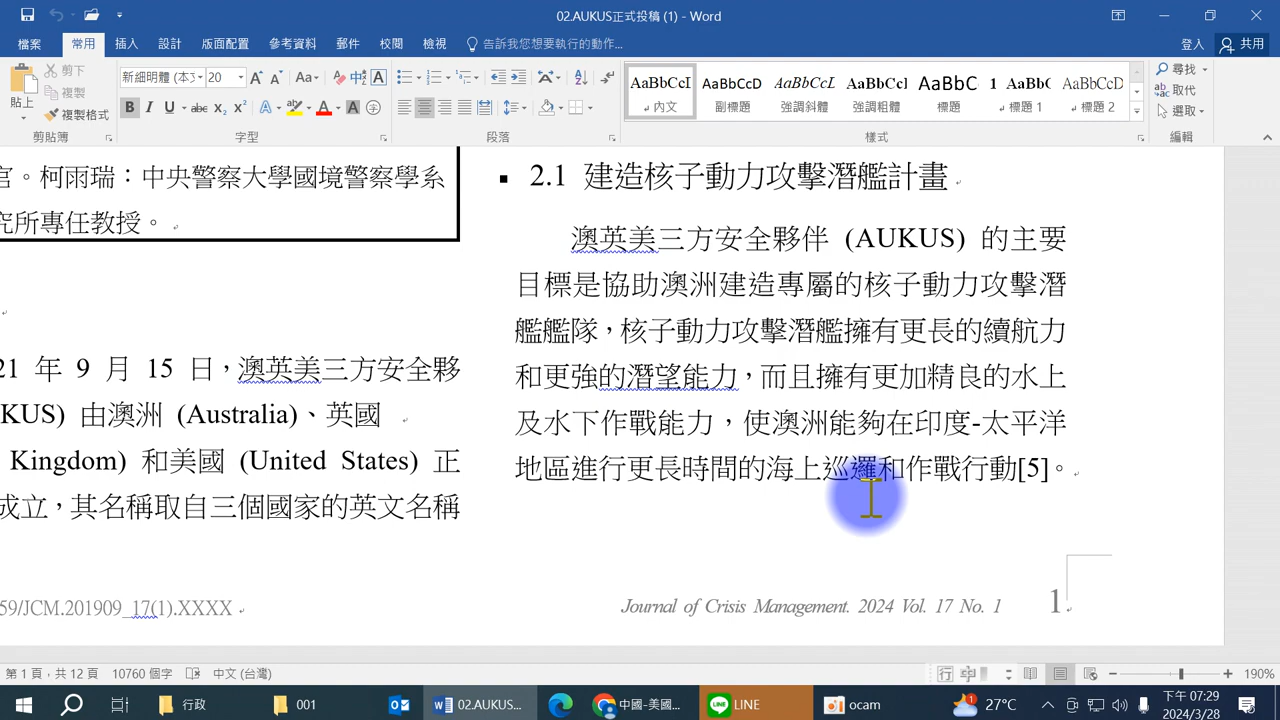 02.AUKUS正式投稿 (1) - Word
檔案 常用 插入 設計 版面配置 參考資料 郵件 校閱 檢視 告訴我您想要執行的動作... 登入 共用
貼上 剪下 複製 複製格式 剪貼簿
新細明體 (本文 20 字型
段落
AaBbCcI 內文
AaBbCcD 副標題
AaBbCcL 強調斜體
AaBbCcI 強調粗體
AaBbC 標題
1 AaBbC 標題 1
AaBbCcD 標題 2
樣式
尋找 取代 選取 編輯
官。柯雨瑞：中央警察大學國境警察學系
究所專任教授。
21 年 9 月 15 日，澳英美三方安全夥
KUS) 由澳洲 (Australia)、英國
Kingdom) 和美國 (United States) 正
成立，其名稱取自三個國家的英文名稱
2.1 建造核子動力攻擊潛艦計畫
澳英美三方安全夥伴 (AUKUS) 的主要
目標是協助澳洲建造專屬的核子動力攻擊潛
艦艦隊，核子動力攻擊潛艦擁有更長的續航力
和更強的潛望能力，而且擁有更加精良的水上
及水下作戰能力，使澳洲能夠在印度-太平洋
地區進行更長時間的海上巡邏和作戰行動[5]。
59/JCM.201909_17(1).XXXX
Journal of Crisis Management. 2024 Vol. 17 No. 1
1
第 1 頁，共 12 頁 10760 個字 中文 (台灣) 190%
行政 001 02.AUKUS... 中國-美國... LINE ocam 27°C 下午 07:29
2024/3/28